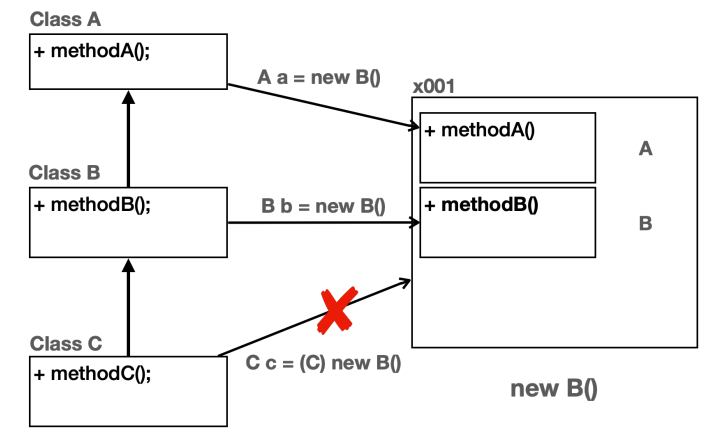 Class A
+ methodA();
A a = new B()
x001
+ methodA()
A
Class B
+ methodB();
B b = new B()
+ methodB()
B
Class C
+ methodC();
C c = (C) new B()
new B()